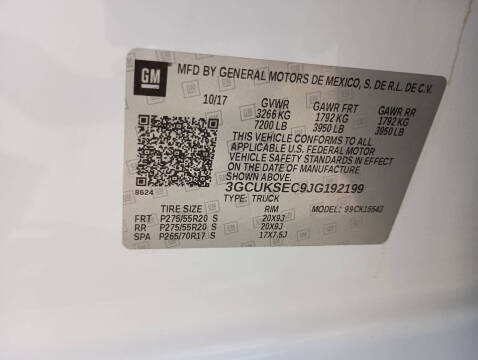 GM MFD BY GENERAL MOTORS DE MEXICO, S. DE R.L. DE C.V.
10/17 GVWR GAWR FRT GAWR RR
3266 KG 1792 KG 1792 KG
7200 LB 3950 LB 3950 LB
THIS VEHICLE CONFORMS TO ALL
APPLICABLE U.S. FEDERAL MOTOR
VEHICLE SAFETY STANDARDS IN EFFECT
ON THE DATE OF MANUFACTURE
SHOWN ABOVE.
3GCUKSEC9JG192199
8624 TYPE: TRUCK MODEL: 99CK15543
TIRE SIZE RIM
FRT P275/55R20 S 20X9J
RR P275/55R20 S 20X9J
SPA P265/70R17 S 17X7.5J